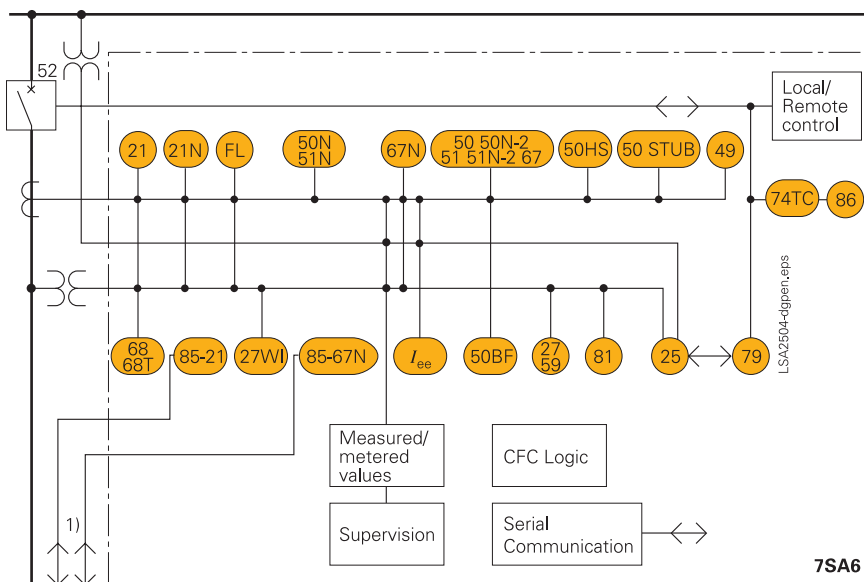 52
Local/
Remote
control
21
21N
FL
50N
51N
67N
50 50N-2
51 51N-2 67
50HS
50 STUB
49
74TC
86
LSA2504-dgpen.eps
68
68T
85-21
27WI
85-67N
Iee
50BF
27
59
81
25
79
Measured/
metered
values
CFC Logic
1)
Supervision
Serial
Communication
7SA6